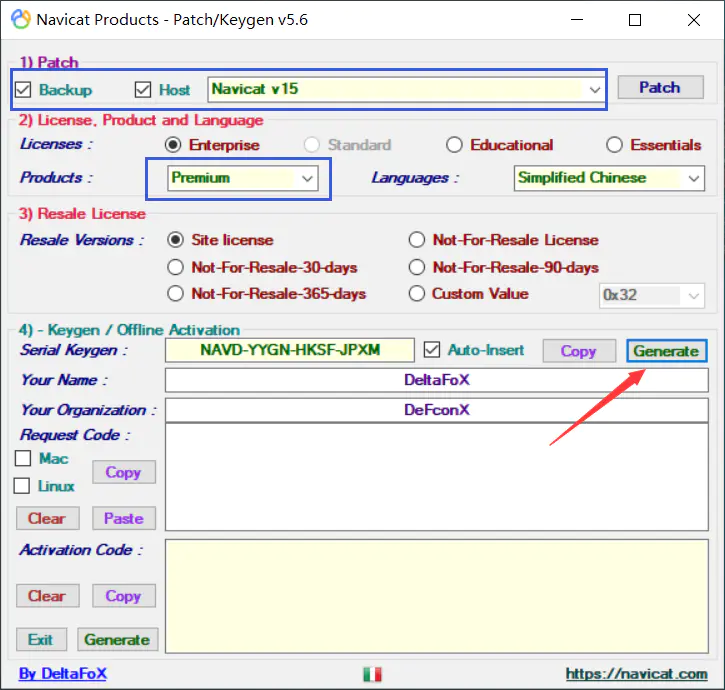 Navicat Products - Patch/Keygen v5.6
1) Patch
Backup Host Navicat v15 Patch
2) License, Product and Language
Licenses : Enterprise Standard Educational Essentials
Products : Premium Languages : Simplified Chinese
3) Resale License
Resale Versions : Site license Not-For-Resale License
Not-For-Resale-30-days Not-For-Resale-90-days
Not-For-Resale-365-days Custom Value 0x32
4) - Keygen / Offline Activation
Serial Keygen : NAVD-YYGN-HKSF-JPXM Auto-Insert Copy Generate
Your Name : DeltaFoX
Your Organization : DeFconX
Request Code :
Mac
Copy
Linux
Clear Paste
Activation Code :
Clear Copy
Exit Generate
By DeltaFoX https://navicat.com